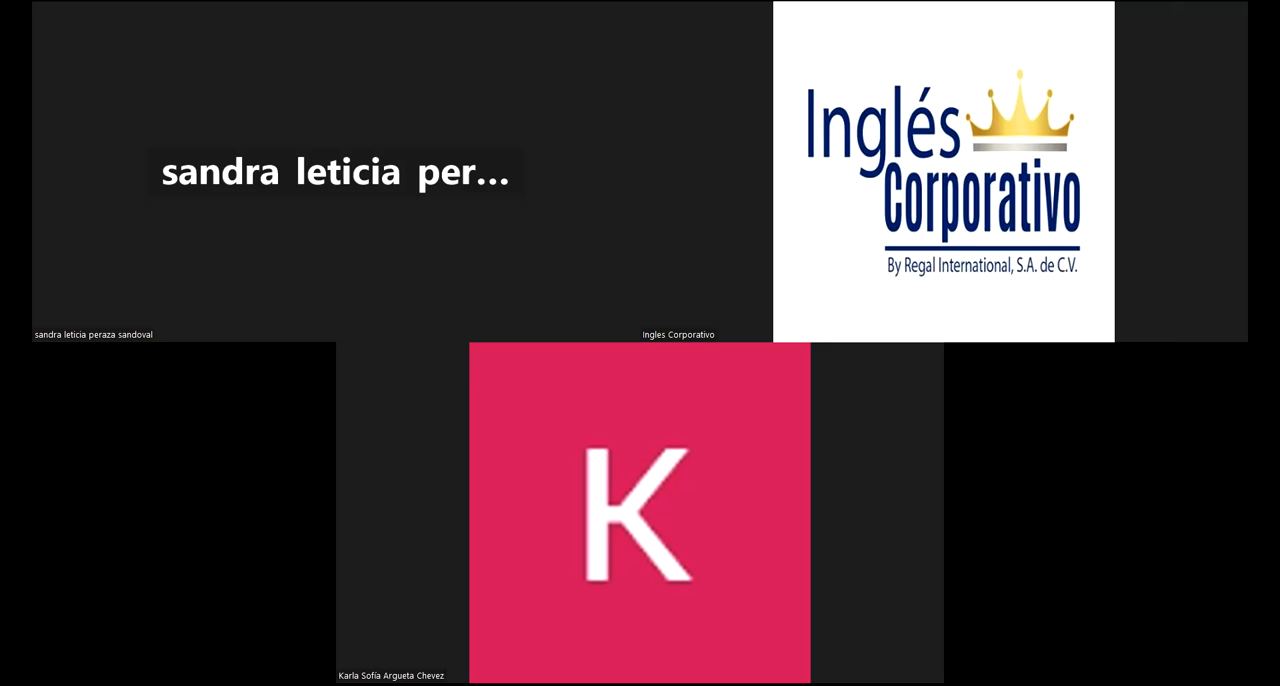 sandra leticia per...
sandra leticia peraza sandoval
Inglés
Corporativo
By Regal International, S.A. de C.V.
Ingles Corporativo
K
Karla Sofía Argueta Chevez